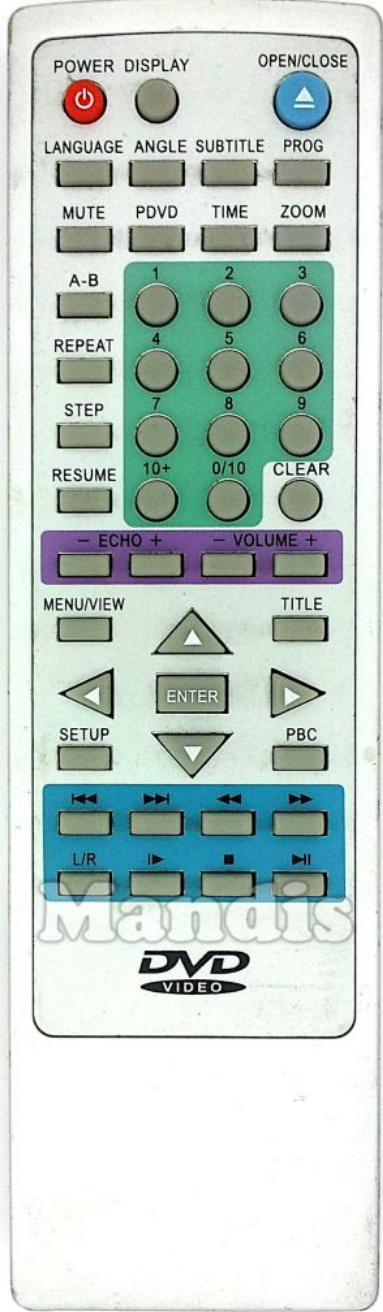 POWER DISPLAY OPEN/CLOSE
LANGUAGE ANGLE SUBTITLE PROG
MUTE PDVD TIME ZOOM
A-B 1 2 3
REPEAT 4 5 6
STEP 7 8 9
RESUME 10+ 0/10 CLEAR
- ECHO + - VOLUME +
MENU/VIEW TITLE
ENTER
SETUP PBC
L/R
Mandis
DVD
VIDEO